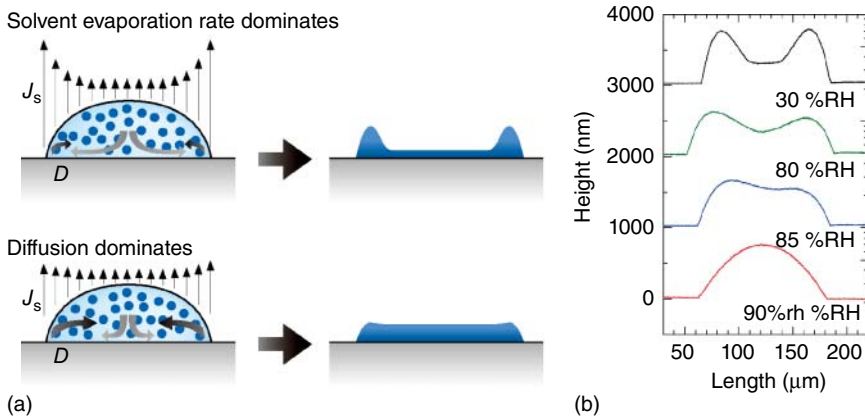 Solvent evaporation rate dominates
Js
D
Diffusion dominates
Js
D
(a)
4000
3000
2000
1000
0
Height (nm)
30 %RH
80 %RH
85 %RH
90%rh %RH
50 100 150 200
Length (μm)
(b)